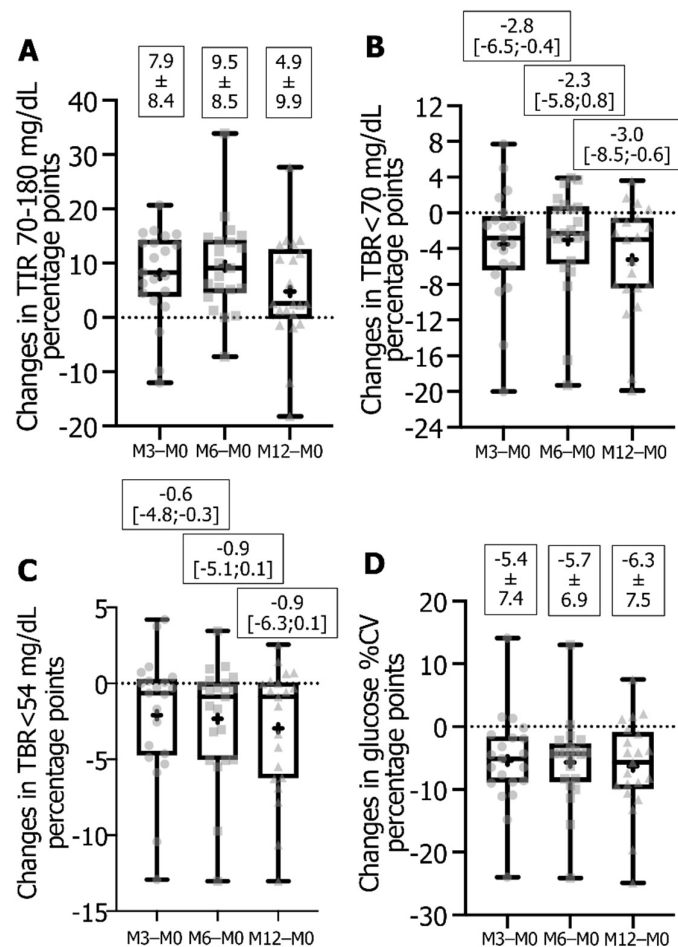 A
7.9
±
8.4
9.5
±
8.5
4.9
±
9.9
Changes in TIR 70-180 mg/dL
percentage points
40
30
20
10
0
-10
-20
M3–M0
M6–M0
M12–M0
B
-2.8
[-6.5;-0.4]
-2.3
[-5.8;0.8]
-3.0
[-8.5;-0.6]
Changes in TBR<70 mg/dL
percentage points
12
8
4
0
-4
-8
-12
-16
-20
-24
M3–M0
M6–M0
M12–M0
C
-0.6
[-4.8;-0.3]
-0.9
[-5.1;0.1]
-0.9
[-6.3;0.1]
Changes in TBR<54 mg/dL
percentage points
5
0
-5
-10
-15
M3–M0
M6–M0
M12–M0
D
-5.4
±
7.4
-5.7
±
6.9
-6.3
±
7.5
Changes in glucose %CV
percentage points
20
10
0
-10
-20
-30
M3–M0
M6–M0
M12–M0